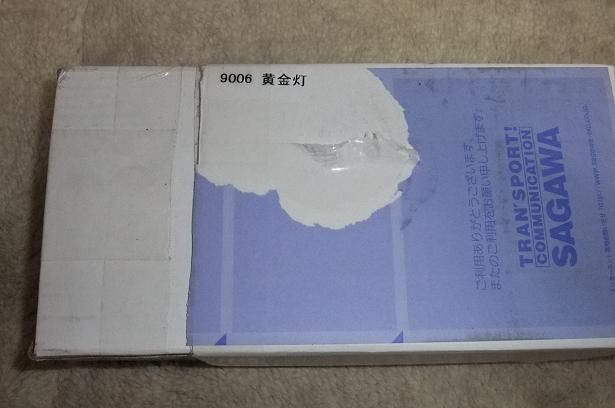 9006 黄金灯
ご利用ありがとうございます。
またのご利用をお願い申し上げます。
TRAN'SPORT!
COMMUNICATION
SAGAWA